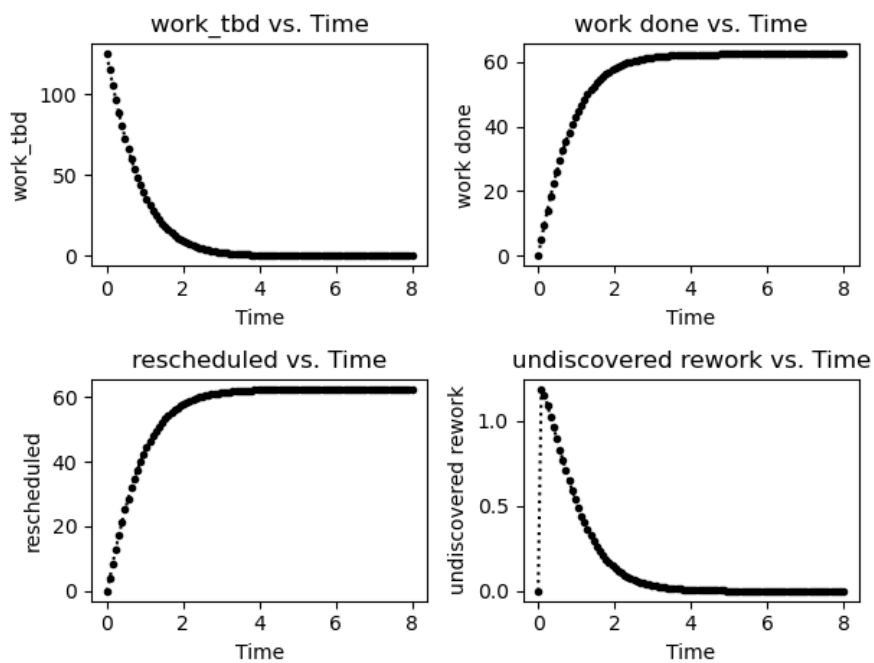 work_tbd vs. Time
work_tbd
100
50
0
0 2 4 6 8
Time
work done vs. Time
work done
60
40
20
0
0 2 4 6 8
Time
rescheduled vs. Time
rescheduled
60
40
20
0
0 2 4 6 8
Time
undiscovered rework vs. Time
undiscovered rework
1.0
0.5
0.0
0 2 4 6 8
Time